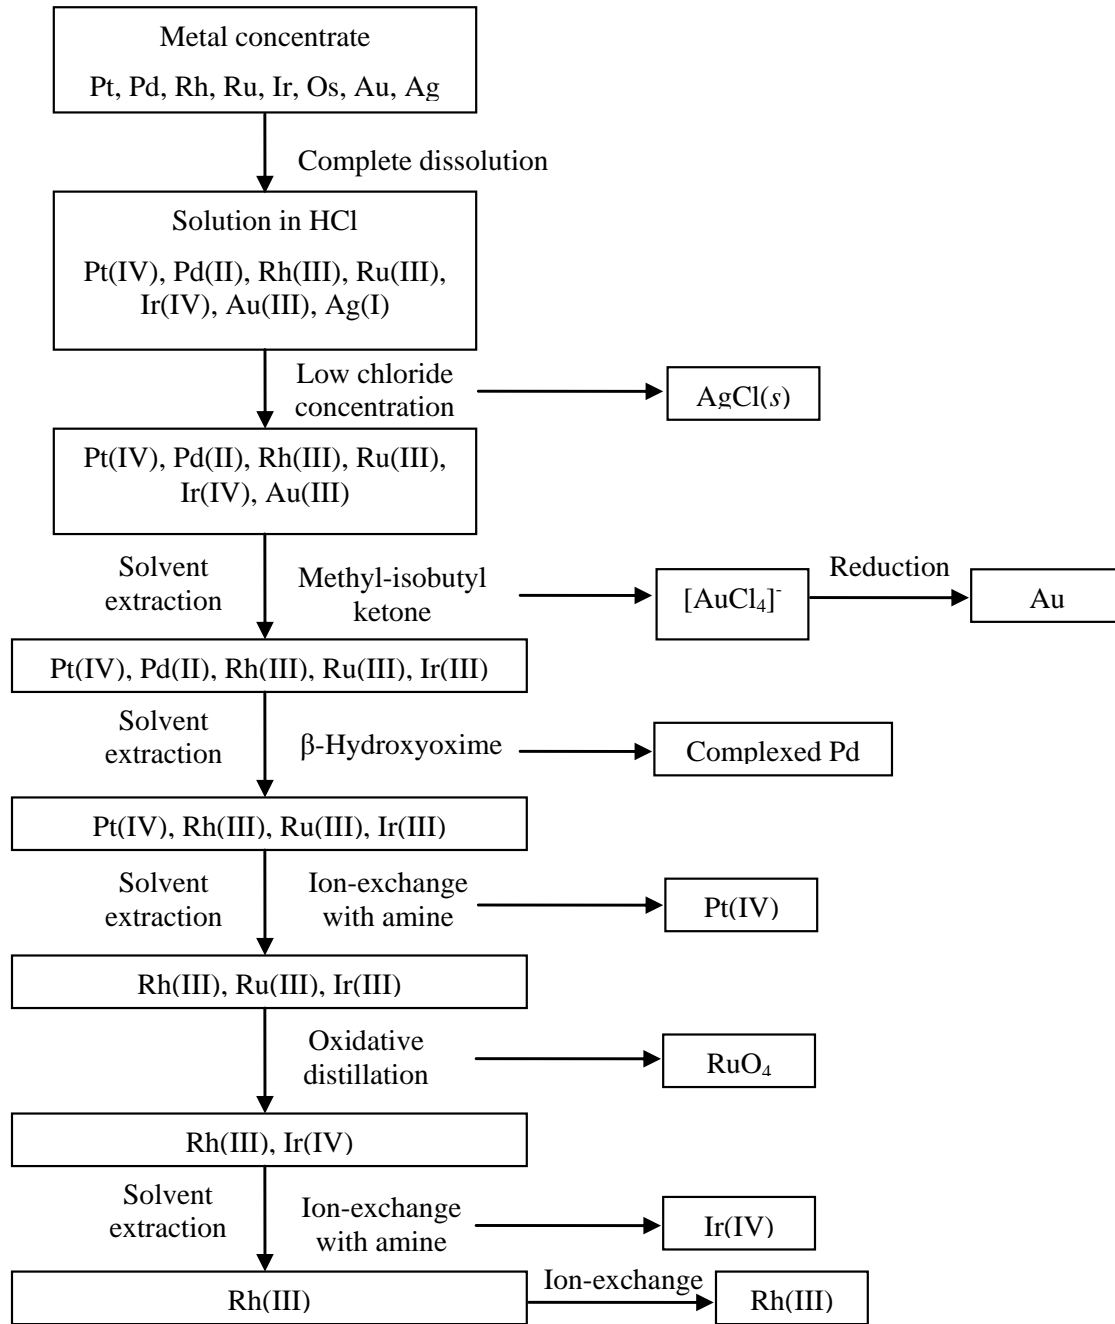 Metal concentrate
Pt, Pd, Rh, Ru, Ir, Os, Au, Ag
Complete dissolution
Solution in HCl
Pt(IV), Pd(II), Rh(III), Ru(III),
Ir(IV), Au(III), Ag(I)
Low chloride
concentration
AgCl(s)
Pt(IV), Pd(II), Rh(III), Ru(III),
Ir(IV), Au(III)
Solvent
extraction
Methyl-isobutyl
ketone
[AuCl₄]⁻
Reduction
Au
Pt(IV), Pd(II), Rh(III), Ru(III), Ir(III)
Solvent
extraction
β-Hydroxyoxime
Complexed Pd
Pt(IV), Rh(III), Ru(III), Ir(III)
Solvent
extraction
Ion-exchange
with amine
Pt(IV)
Rh(III), Ru(III), Ir(III)
Oxidative
distillation
RuO₄
Rh(III), Ir(IV)
Solvent
extraction
Ion-exchange
with amine
Ir(IV)
Rh(III)
Ion-exchange
Rh(III)